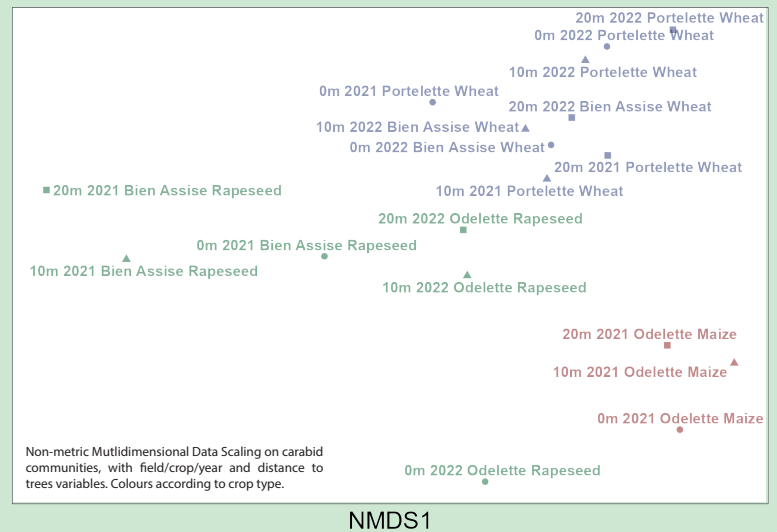 20m 2022 Portelette Wheat
0m 2022 Portelette Wheat
10m 2022 Portelette Wheat
0m 2021 Portelette Wheat
20m 2022 Bien Assise Wheat
10m 2022 Bien Assise Wheat
0m 2022 Bien Assise Wheat
20m 2021 Portelette Wheat
10m 2021 Portelette Wheat
20m 2021 Bien Assise Rapeseed
20m 2022 Odelette Rapeseed
0m 2021 Bien Assise Rapeseed
10m 2021 Bien Assise Rapeseed
10m 2022 Odelette Rapeseed
20m 2021 Odelette Maize
10m 2021 Odelette Maize
0m 2021 Odelette Maize
Non-metric Mutlidimensional Data Scaling on carabid
communities, with field/crop/year and distance to
trees variables. Colours according to crop type.
0m 2022 Odelette Rapeseed
NMDS1